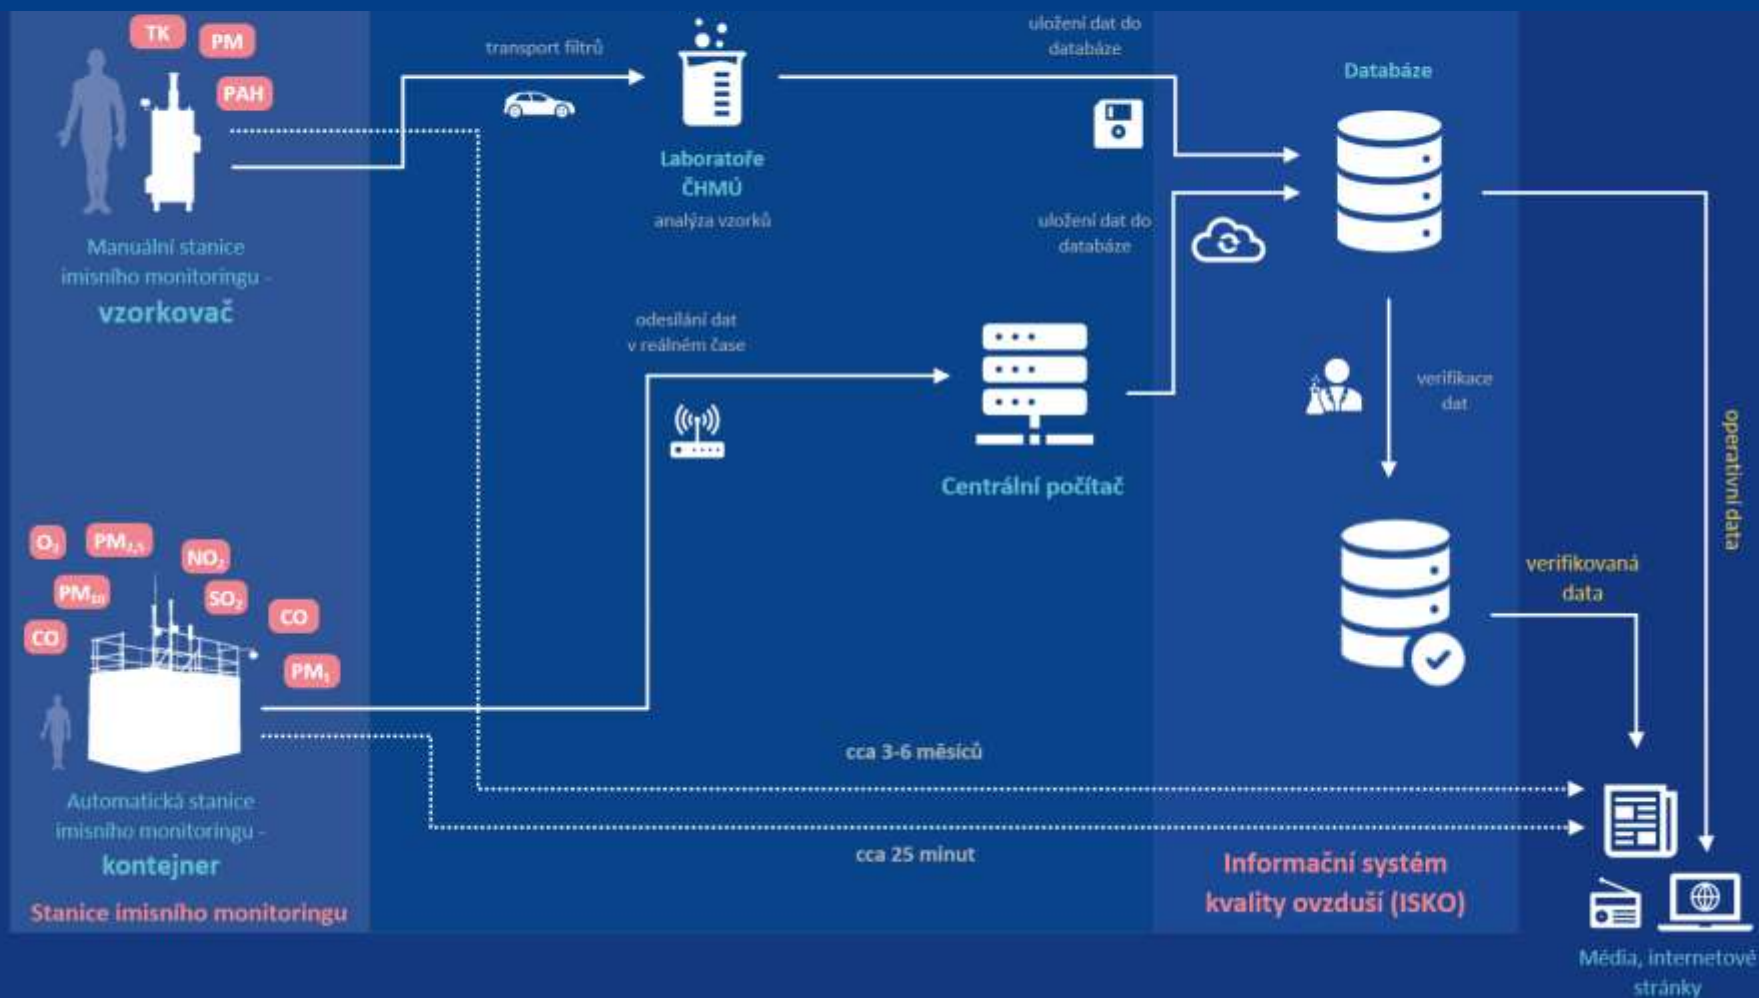 TK
PM
PAH
Manuální stanice
imisního monitoringu -
vzorkovač
transport filtrů
Laboratoře
ČHMÚ
analýza vzorků
uložení dat do
databáze
Databáze
uložení dat do
databáze
odesílání dat
v reálném čase
Centrální počítač
verifikace
dat
operativní data
verifikovaná
data
O₃
PM₂,₅
NO₂
PM₁₀
SO₂
CO
CO
PM₁
Automatická stanice
imisního monitoringu -
kontejner
Stanice imisního monitoringu
cca 3-6 měsíců
cca 25 minut
Informační systém
kvality ovzduší (ISKO)
Média, internetové
stránky